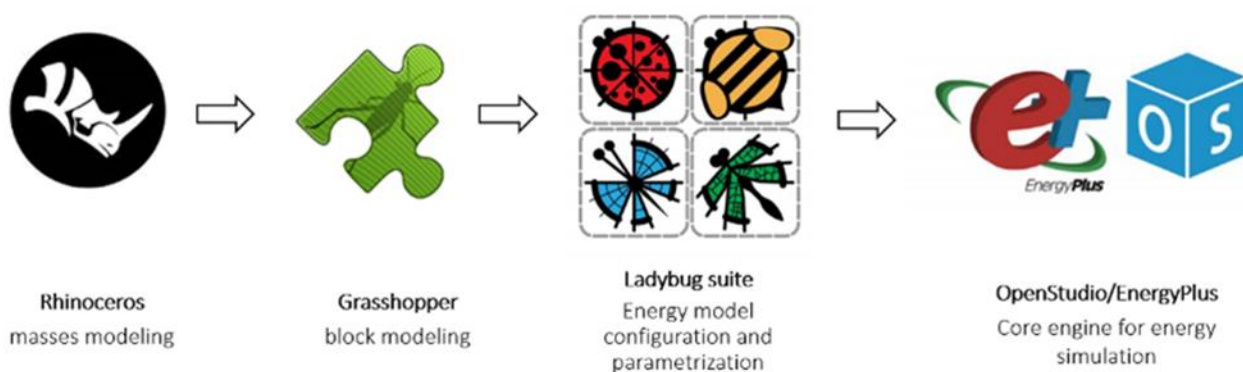 e+
EnergyPlus
O S
Rhinoceros
masses modeling
Grasshopper
block modeling
Ladybug suite
Energy model
configuration and
parametrization
OpenStudio/EnergyPlus
Core engine for energy
simulation